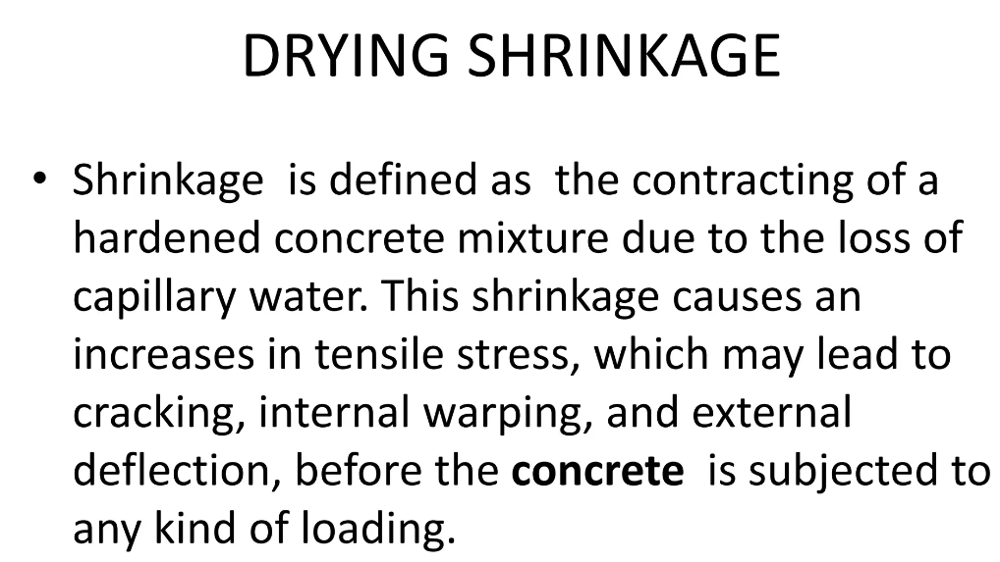 DRYING SHRINKAGE
• Shrinkage  is defined as  the contracting of a
hardened concrete mixture due to the loss of
capillary water. This shrinkage causes an
increases in tensile stress, which may lead to
cracking, internal warping, and external
deflection, before the concrete  is subjected to
any kind of loading.